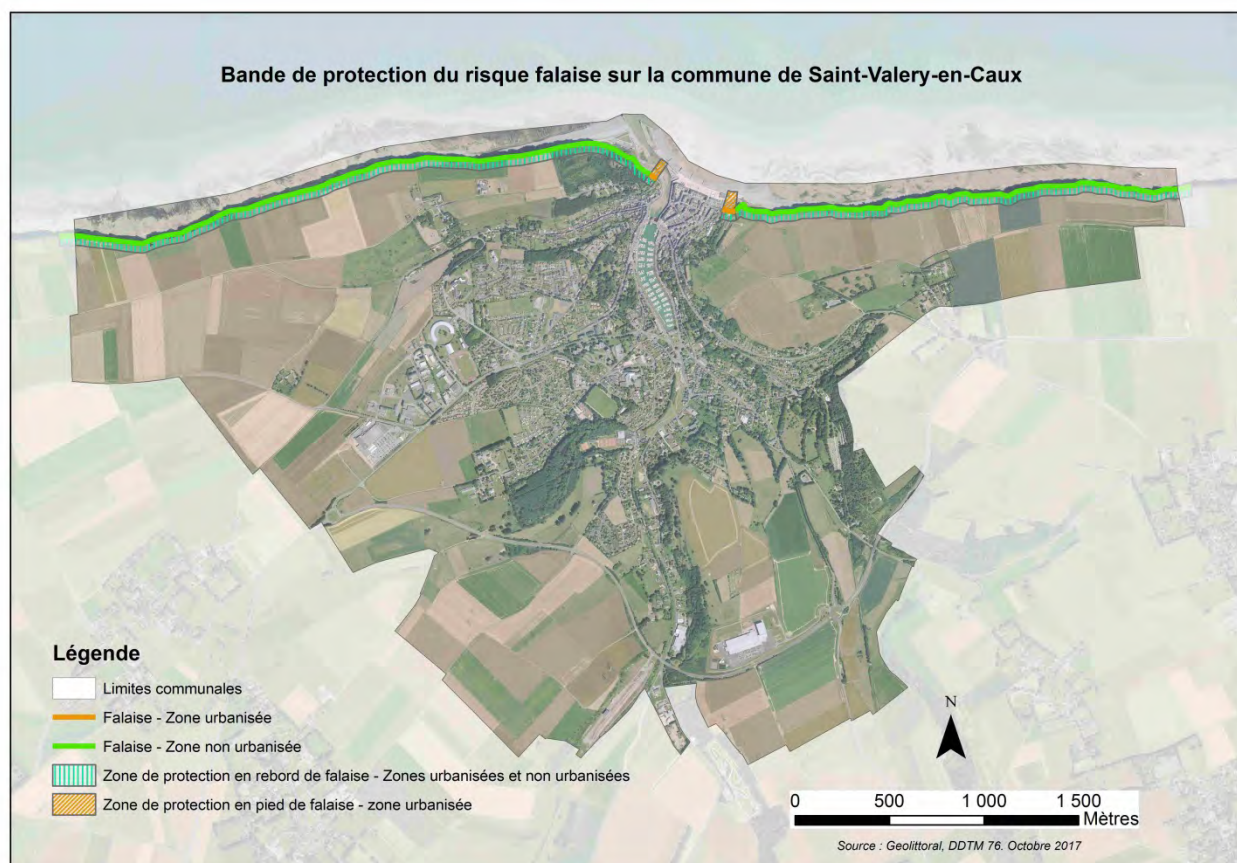 Bande de protection du risque falaise sur la commune de Saint-Valery-en-Caux
Légende
Limites communales
Falaise - Zone urbanisée
Falaise - Zone non urbanisée
Zone de protection en rebord de falaise - Zones urbanisées et non urbanisées
Zone de protection en pied de falaise - zone urbanisée
N
0 500 1 000 1 500
Mètres
Source : Geolittoral, DDTM 76. Octobre 2017